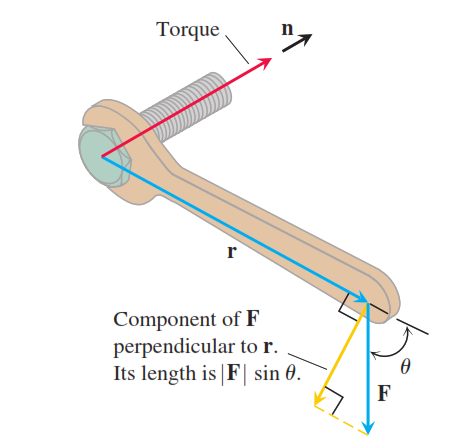 Torque
n
r
Component of F
perpendicular to r.
Its length is |F| sin θ.
θ
F